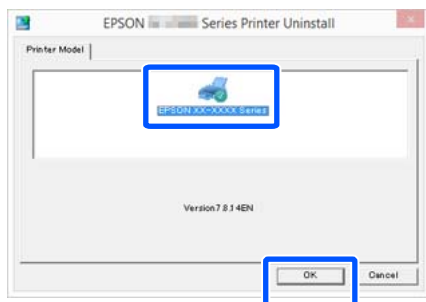 EPSON Series Printer Uninstall
Printer Model
EPSON XX-XXXX Series
Version7.8.14EN
OK
Cancel